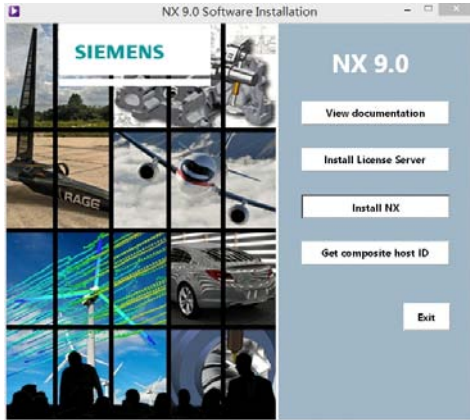 NX 9.0 Software Installation
SIEMENS
RAGE
NX 9.0
View documentation
Install License Server
Install NX
Get composite host ID
Exit